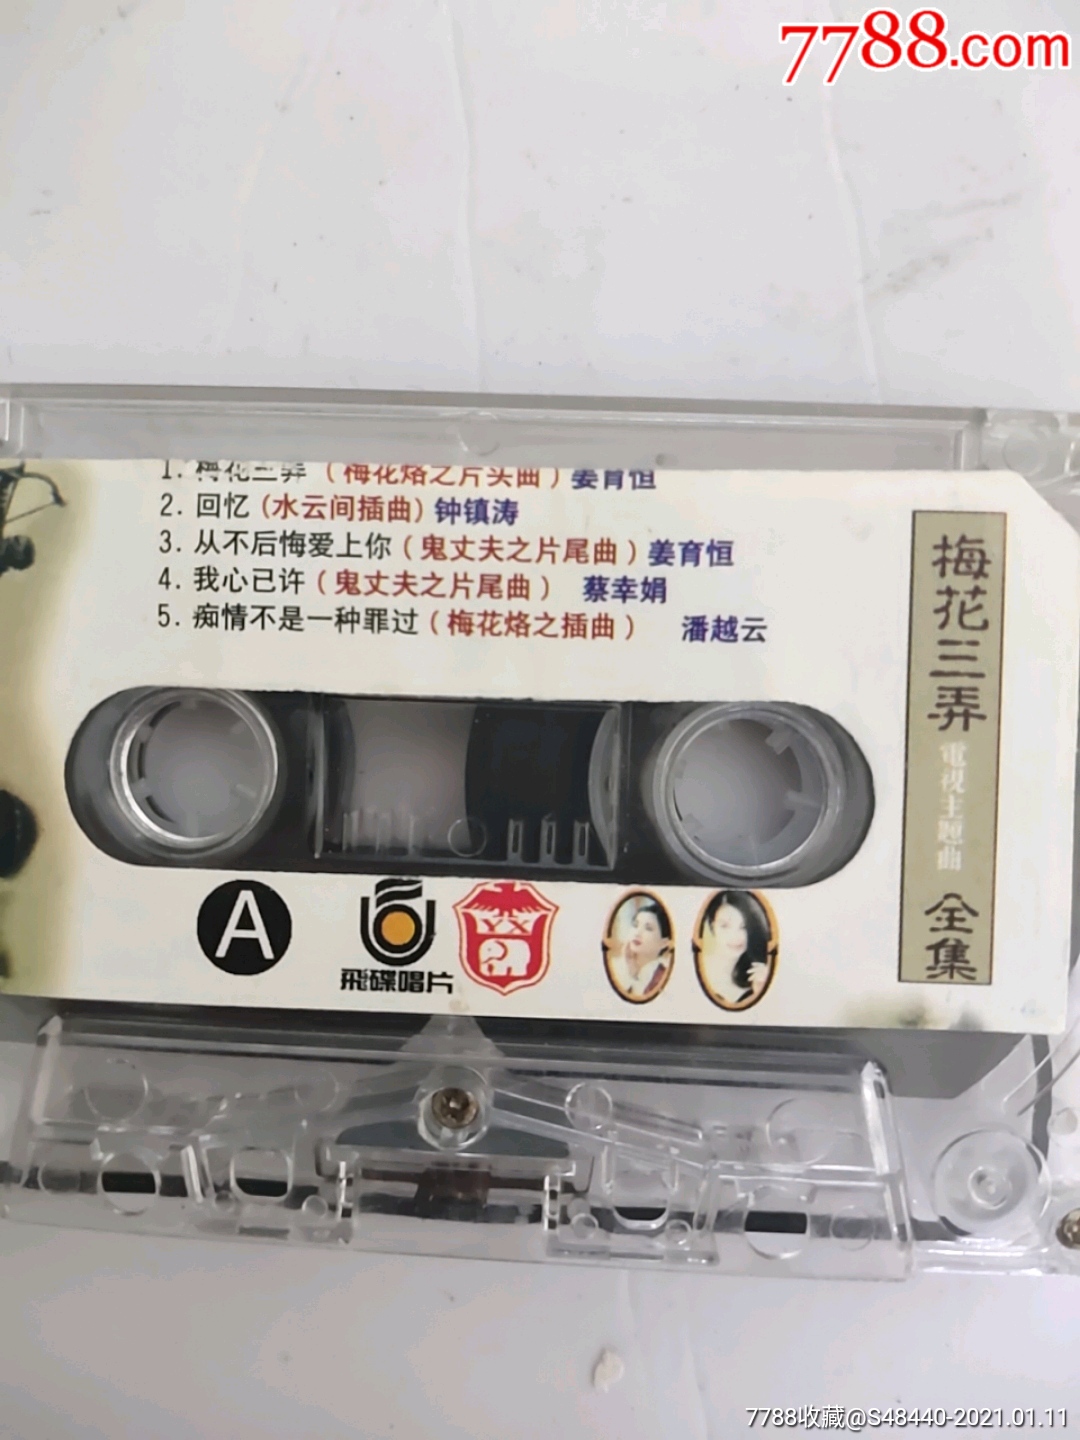 7788.com
1. 梅花三弄（梅花烙之片头曲）姜育恒
2. 回忆(水云间插曲) 钟镇涛
3. 从不后悔爱上你（鬼丈夫之片尾曲）姜育恒
4. 我心已许（鬼丈夫之片尾曲） 蔡幸娟
5. 痴情不是一种罪过（梅花烙之插曲） 潘越云
梅花三弄
電視主題曲
全集
A
飛碟唱片
YX
7788收藏@S48440-2021.01.11